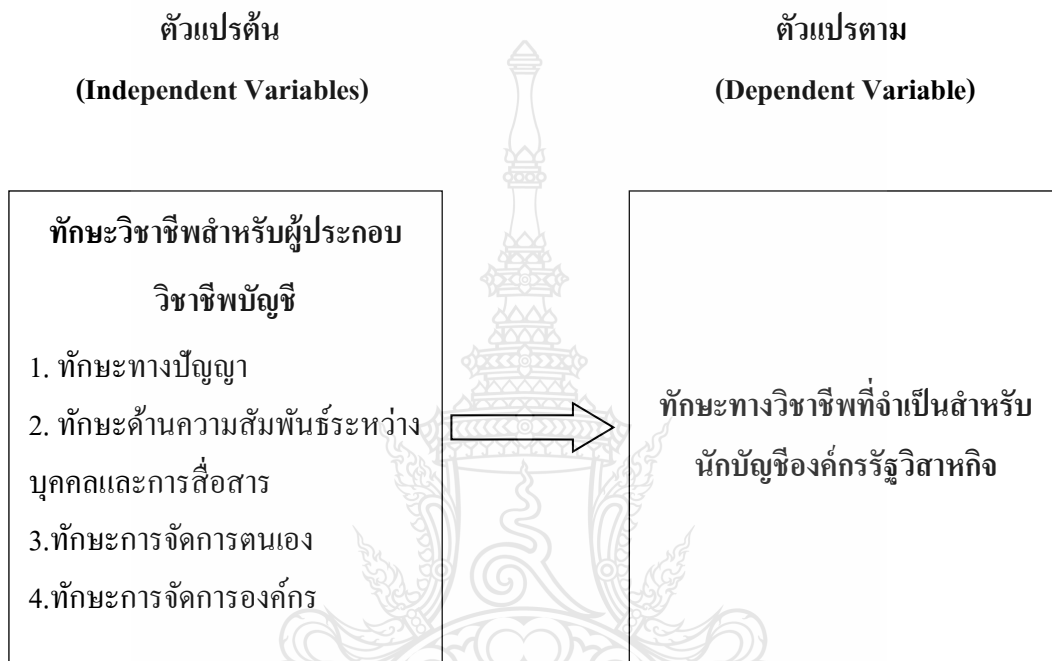 ตัวแปรต้น
(Independent Variables)
ตัวแปรตาม
(Dependent Variable)
ทักษะวิชาชีพสำหรับผู้ประกอบ
วิชาชีพบัญชี
1. ทักษะทางปัญญา
2. ทักษะด้านความสัมพันธ์ระหว่าง
บุคคลและการสื่อสาร
3.ทักษะการจัดการตนเอง
4.ทักษะการจัดการองค์กร
ทักษะทางวิชาชีพที่จำเป็นสำหรับ
นักบัญชีองค์กรรัฐวิสาหกิจ